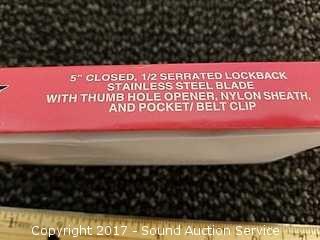 5" CLOSED, 1/2 SERRATED LOCKBACK
STAINLESS STEEL BLADE
WITH THUMB HOLE OPENER, NYLON SHEATH,
AND POCKET/ BELT CLIP
Copyright 2017 - Sound Auction Service